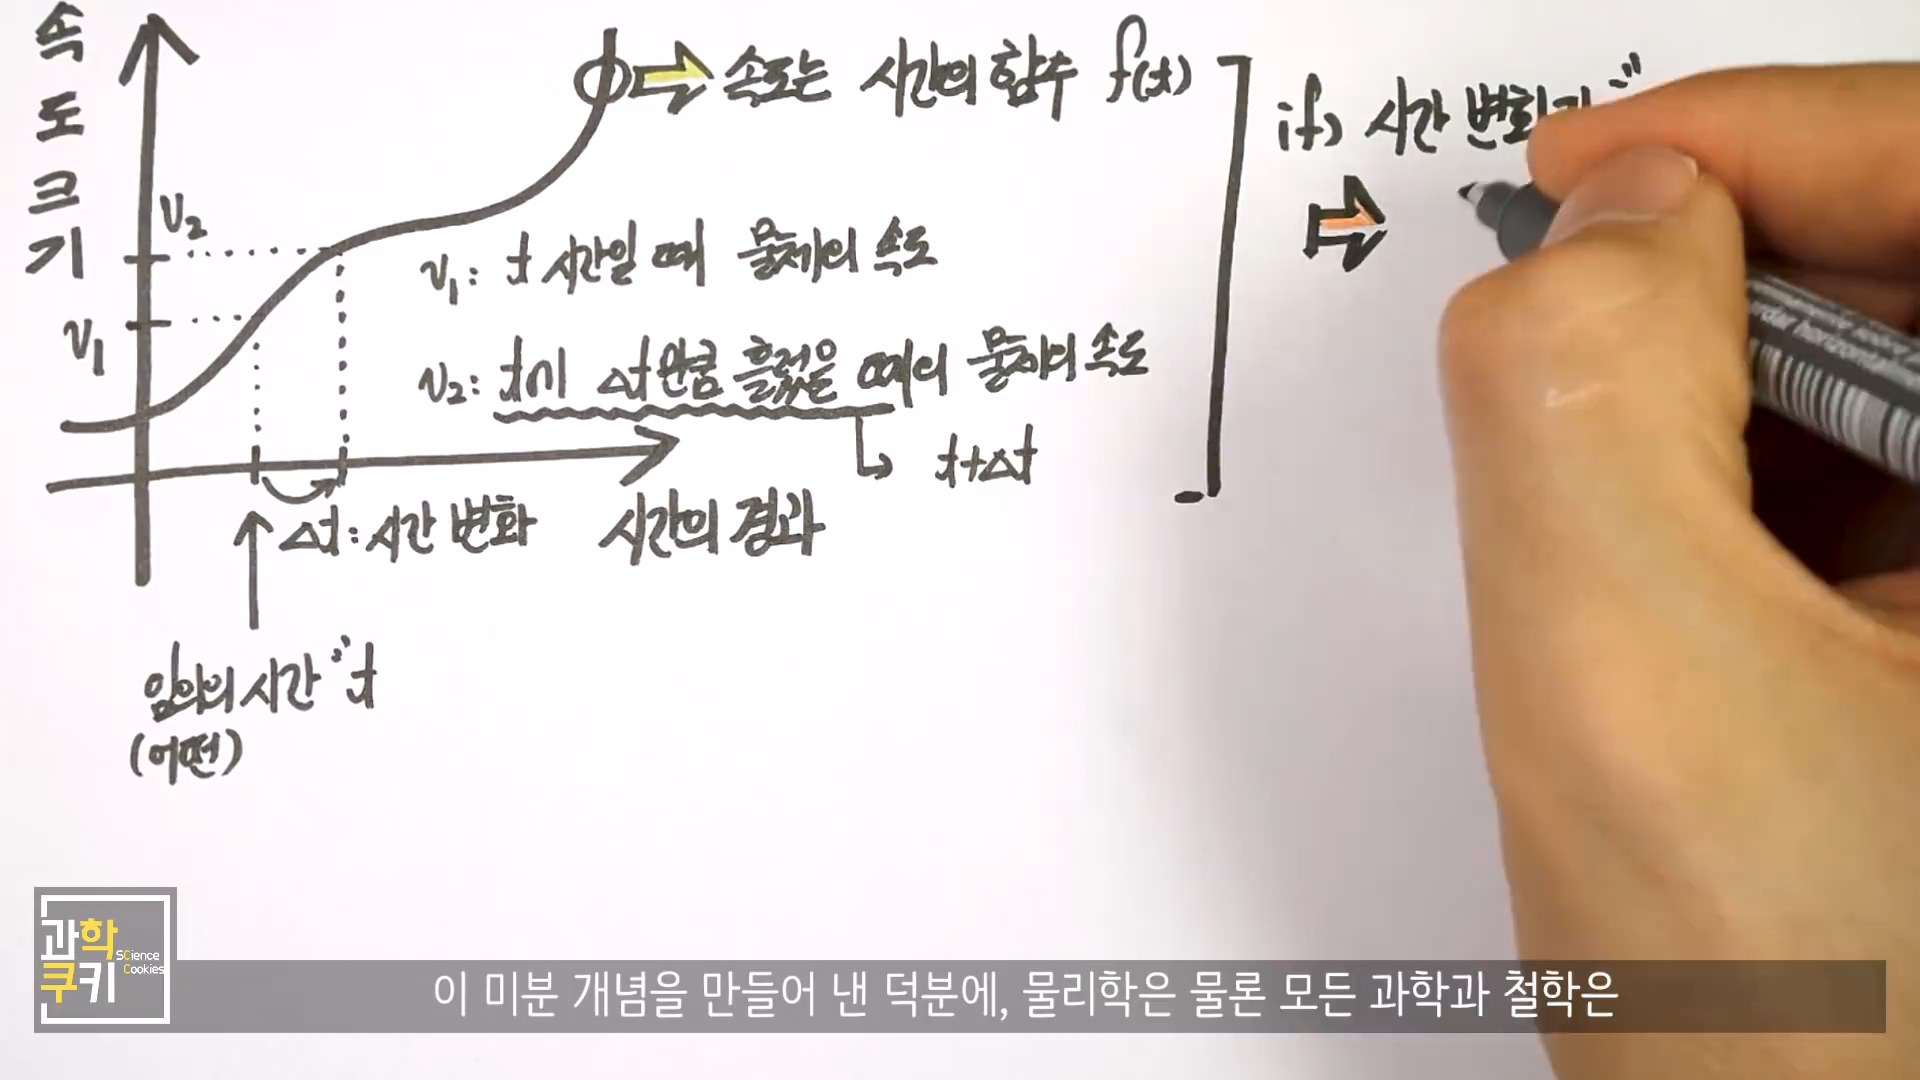 속도크기
속도는 시간의 함수 f(t)
if) 시간 변화가 "
v₂
v₁
v₁: t 시간일 때 물체의 속도
v₂: t에 Δt만큼 흘렀을 때의 물체의 속도
t+Δt
Δt: 시간 변화
시간의 경과
임의의 시간 "t
(어떤)
과학쿠키
Science Cookies
이 미분 개념을 만들어 낸 덕분에, 물리학은 물론 모든 과학과 철학은